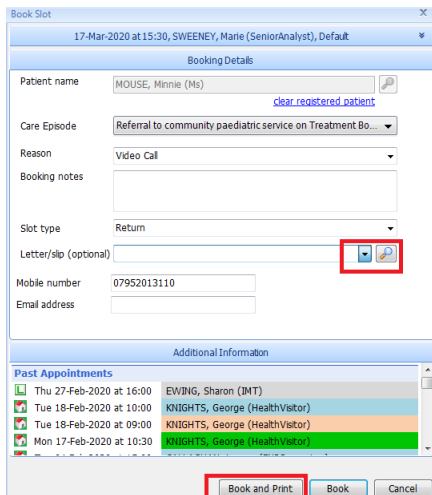 Book Slot X
17-Mar-2020 at 15:30, SWEENEY, Marie (SeniorAnalyst), Default
Booking Details
Patient name MOUSE, Minnie (Ms)
clear registered patient
Care Episode Referral to community paediatric service on Treatment Bo...
Reason Video Call
Booking notes
Slot type Return
Letter/slip (optional)
Mobile number 07952013110
Email address
Additional Information
Past Appointments
L Thu 27-Feb-2020 at 16:00 EWING, Sharon (IMT)
Tue 18-Feb-2020 at 10:00 KNIGHTS, George (HealthVisitor)
Tue 18-Feb-2020 at 09:00 KNIGHTS, George (HealthVisitor)
Mon 17-Feb-2020 at 10:30 KNIGHTS, George (HealthVisitor)
Book and Print Book Cancel